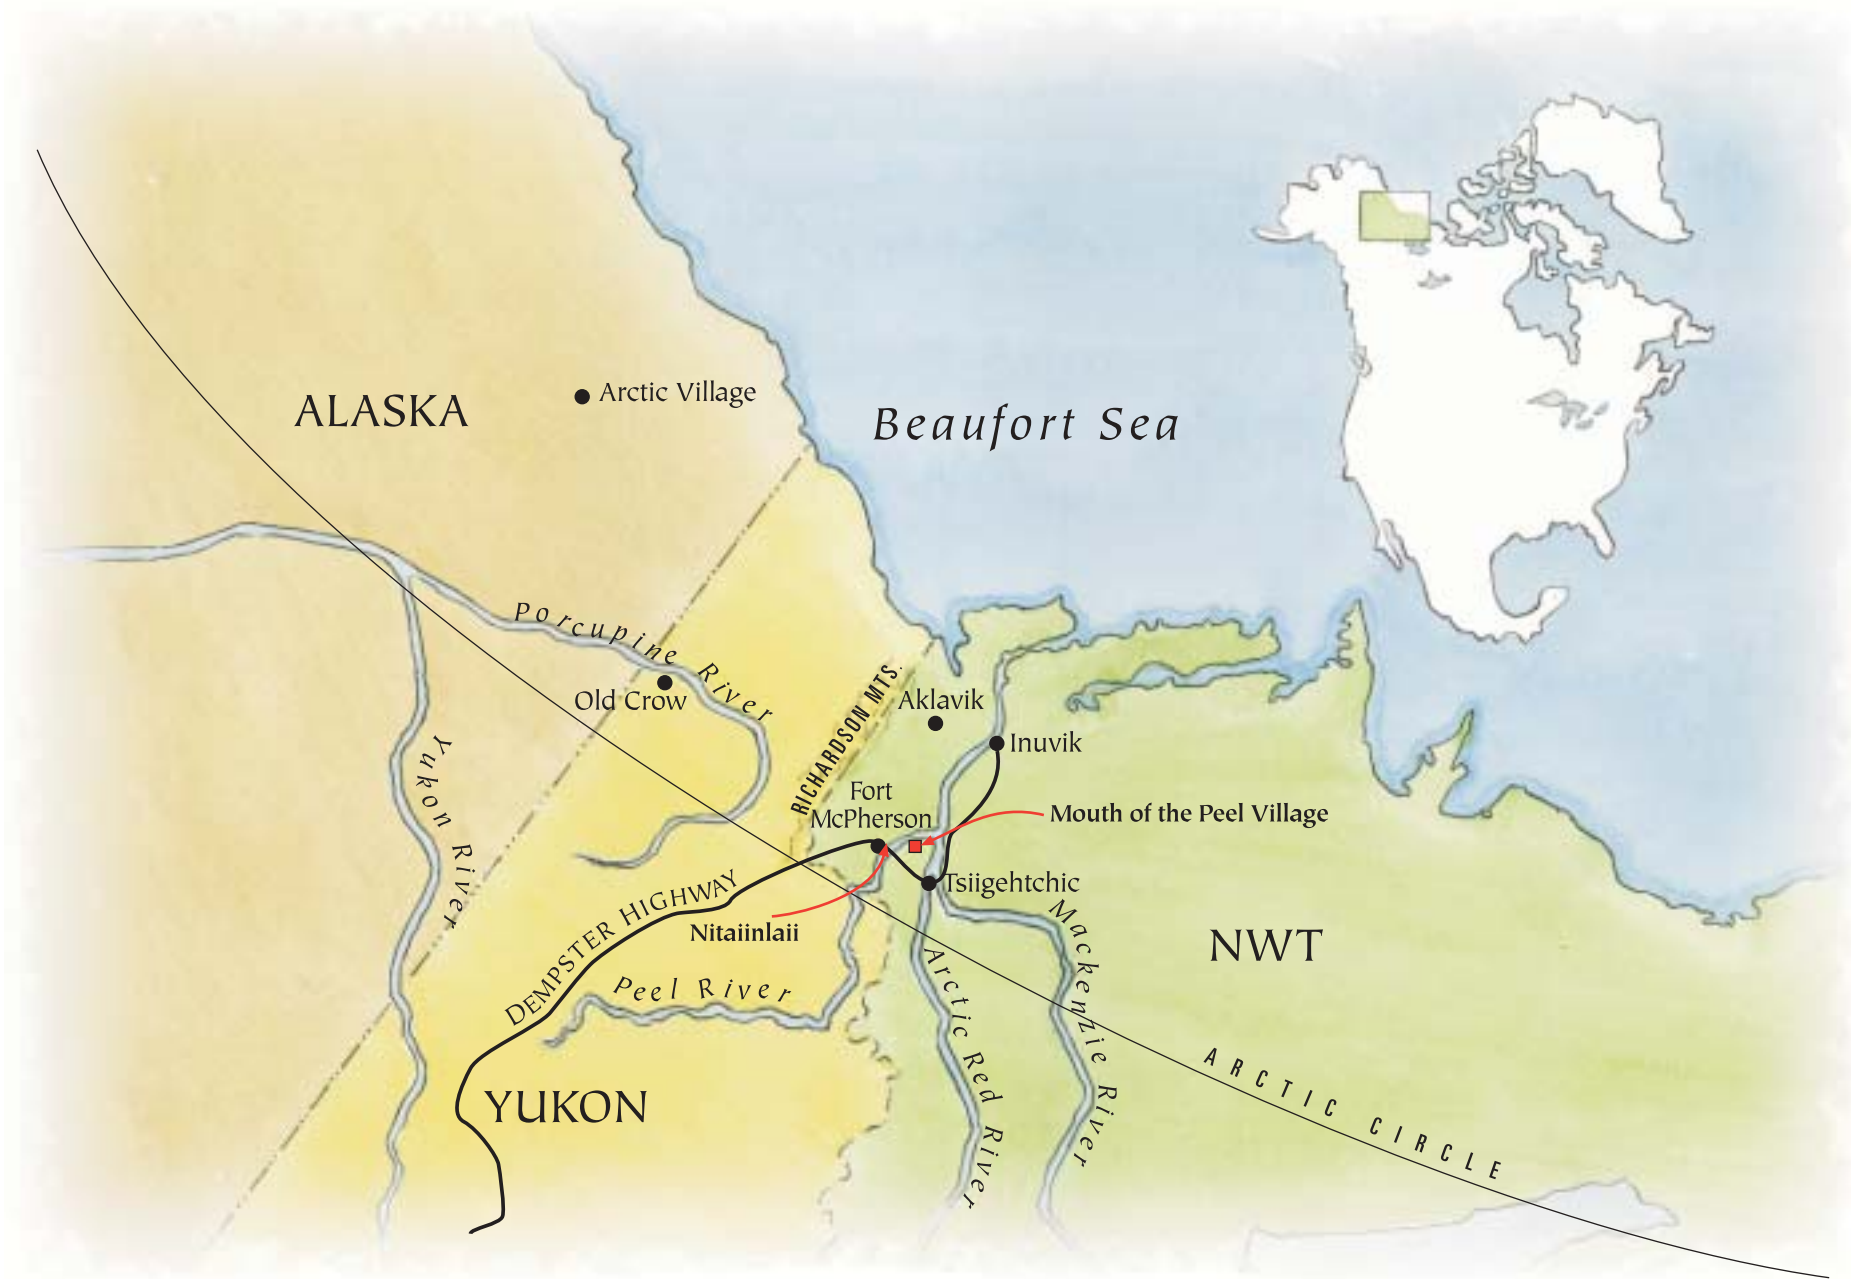 Arctic Village
ALASKA
Beaufort Sea
Porcupine River
Old Crow
RICHARDSON MTS.
Aklavik
Inuvik
Yukon River
Fort
McPherson
Mouth of the Peel Village
Tsiigehtchic
DEMPSTER HIGHWAY
Nitaiinlaii
Mackenzie River
NWT
Peel River
Arctic Red River
ARCTIC CIRCLE
YUKON